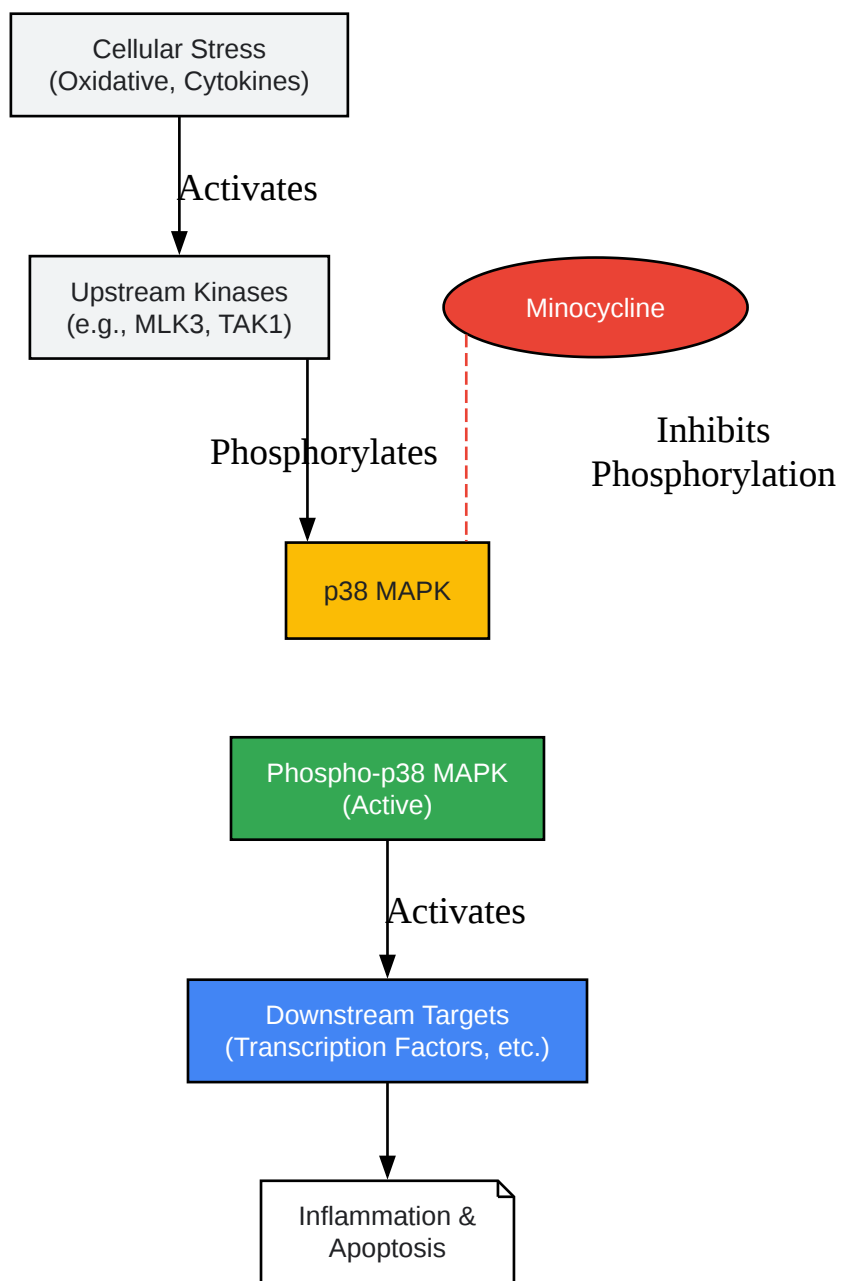 Cellular Stress
(Oxidative, Cytokines)
Activates
Upstream Kinases
(e.g., MLK3, TAK1)
Minocycline
Phosphorylates
Inhibits
Phosphorylation
p38 MAPK
Phospho-p38 MAPK
(Active)
Activates
Downstream Targets
(Transcription Factors, etc.)
Inflammation &
Apoptosis